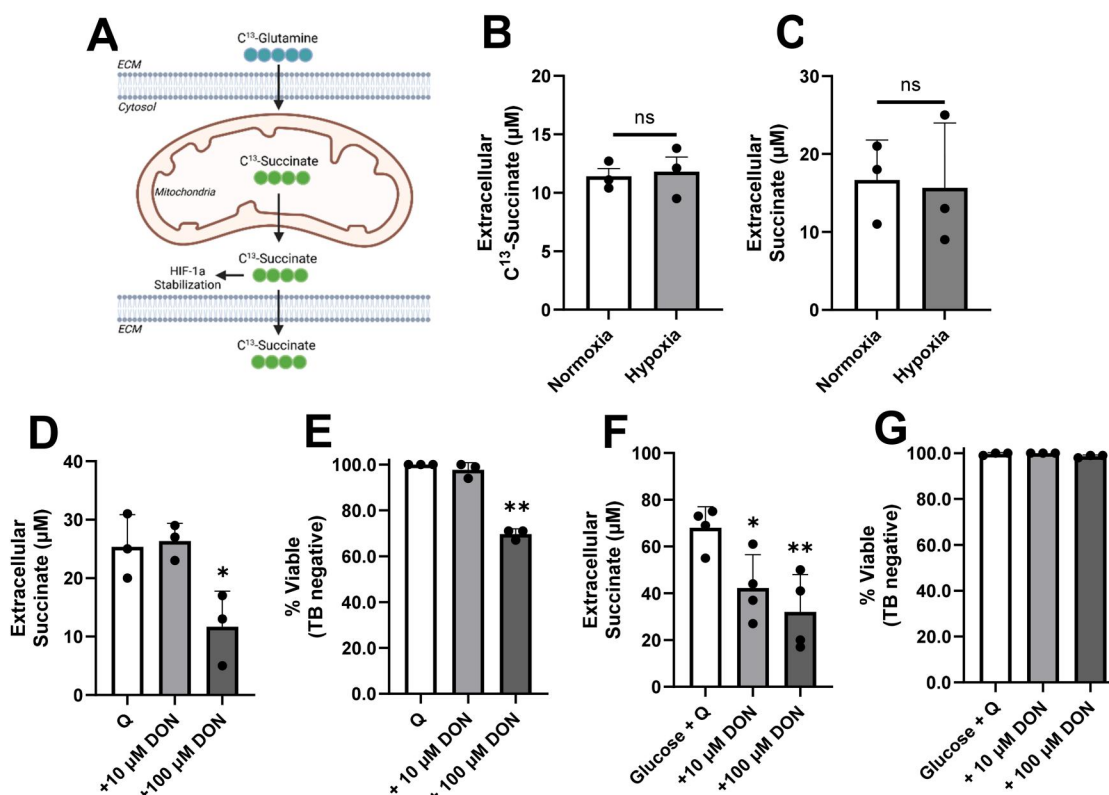 A
C¹³-Glutamine
ECM
Cytosol
C¹³-Succinate
Mitochondria
C¹³-Succinate
HIF-1a
Stabilization
ECM
C¹³-Succinate
B
Extracellular
C¹³-Succinate (µM)
20
15
10
5
0
ns
Normoxia
Hypoxia
C
Extracellular
Succinate (µM)
30
20
10
0
ns
Normoxia
Hypoxia
D
Extracellular
Succinate (µM)
40
30
20
10
0
*
Q
+10 µM DON
+100 µM DON
E
% Viable
(TB negative)
100.0
80.0
60.0
40.0
20.0
0.0
**
Q
+ 10 µM DON
+ 100 µM DON
F
Extracellular
Succinate (µM)
100
80
60
40
20
0
*
**
Glucose + Q
+10 µM DON
+100 µM DON
G
% Viable
(TB negative)
100.0
80.0
60.0
40.0
20.0
0.0
Glucose + Q
+10 µM DON
+ 100 µM DON